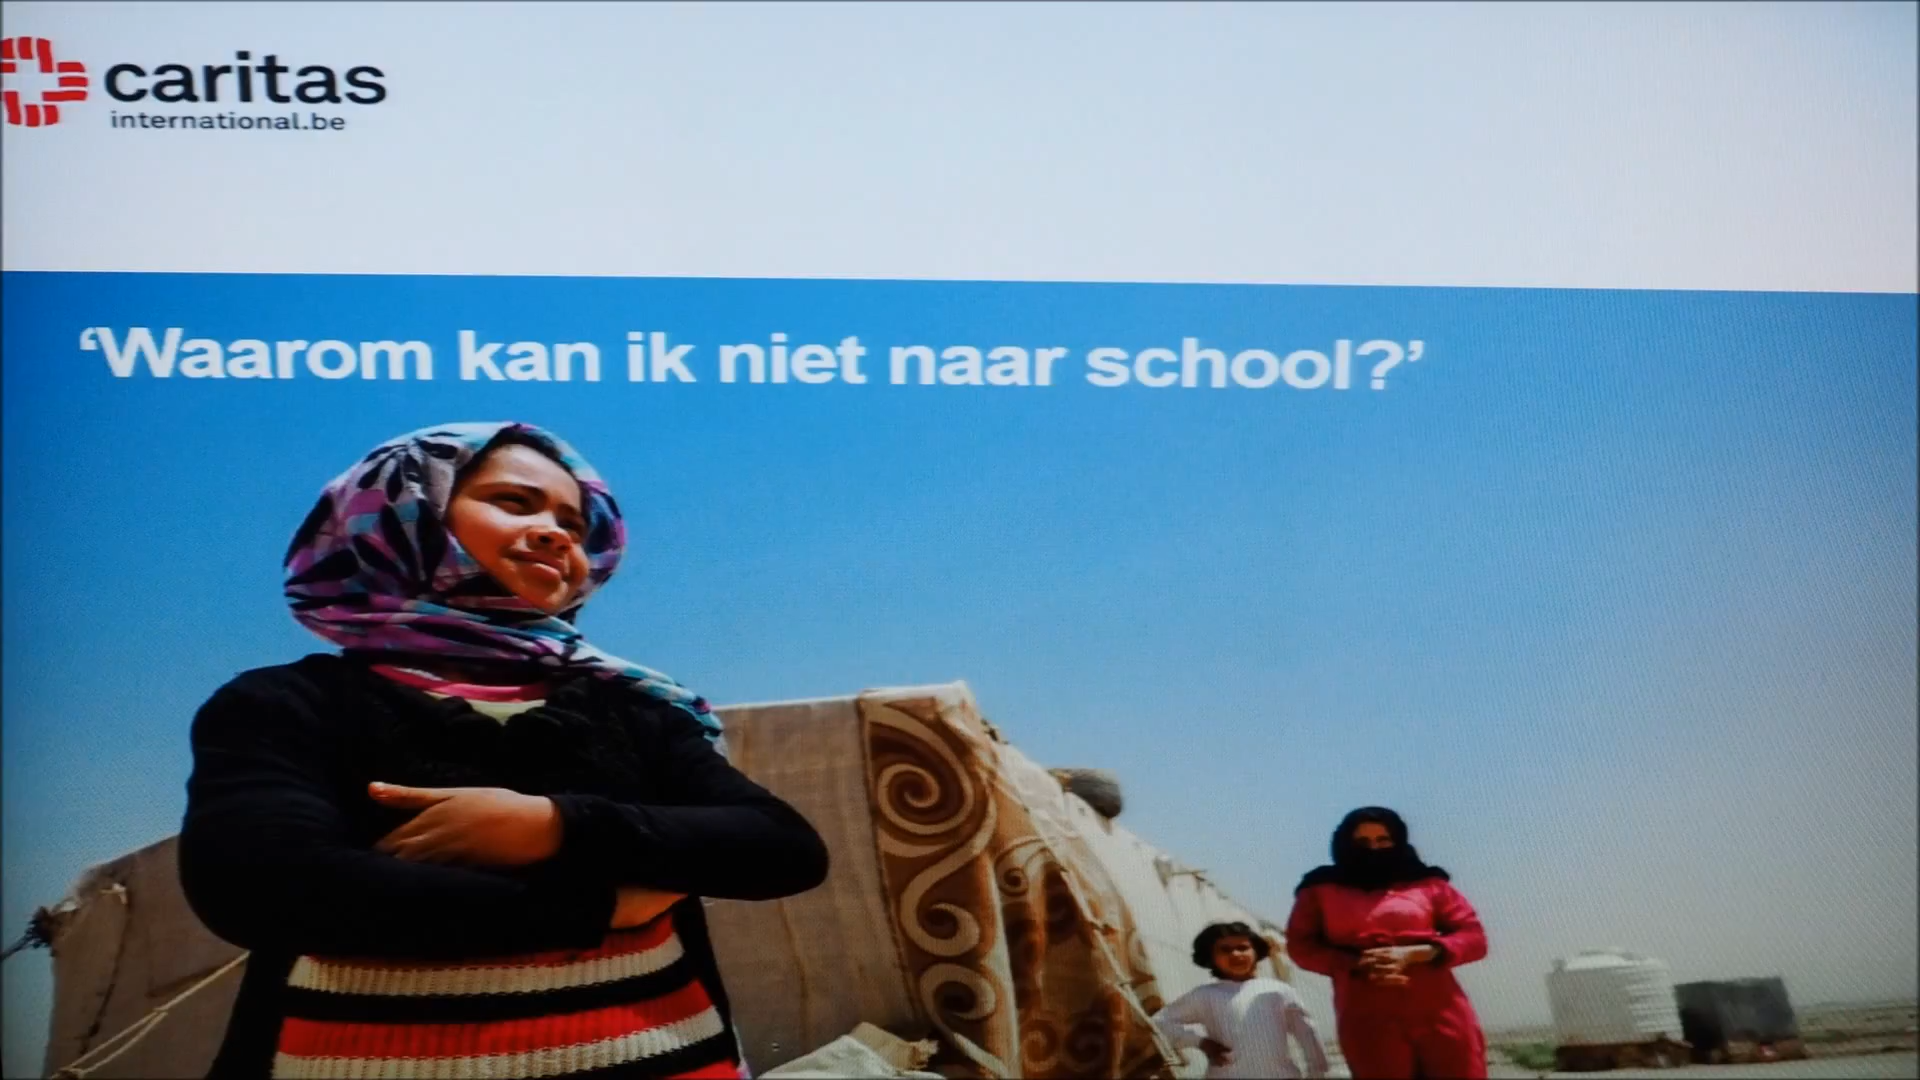 caritas
international.be
‘Waarom kan ik niet naar school?’